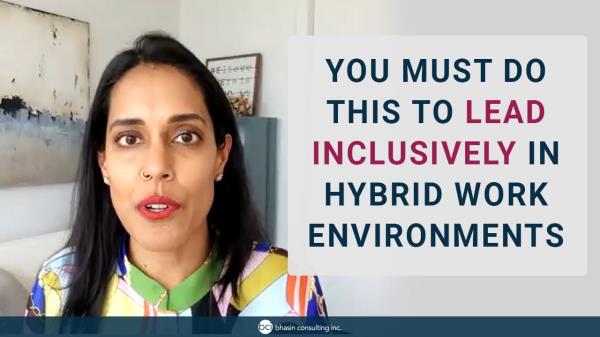 YOU MUST DO
THIS TO LEAD
INCLUSIVELY IN
HYBRID WORK
ENVIRONMENTS
bhasin consulting inc.